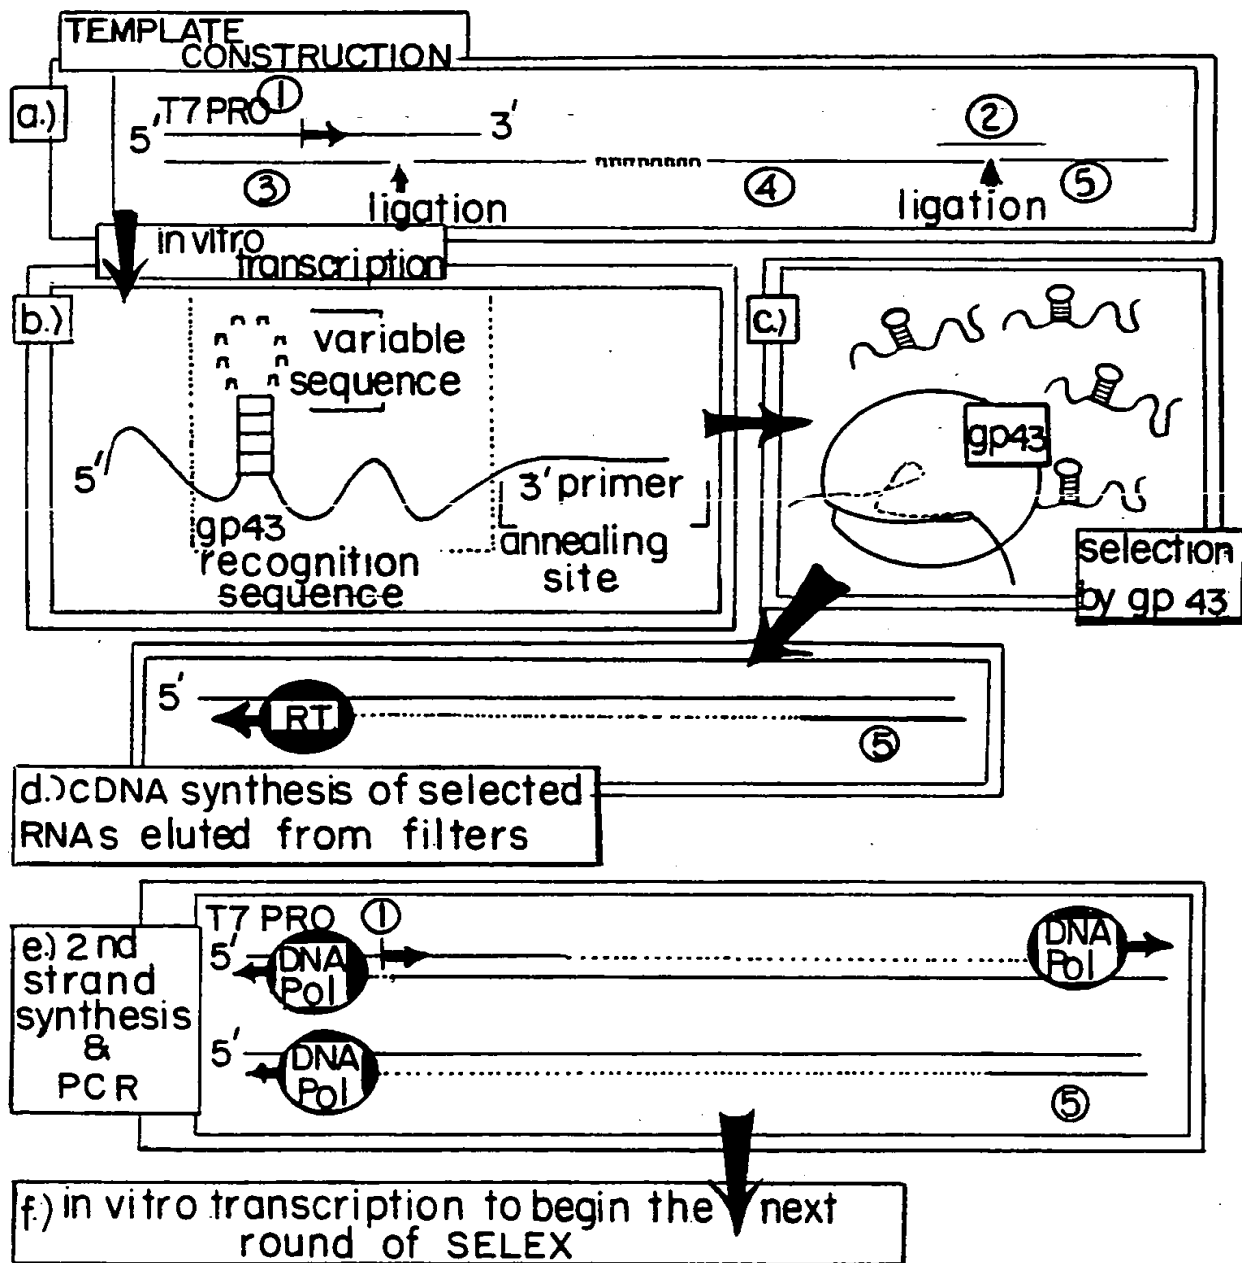 TEMPLATE
CONSTRUCTION
a.)
T7 PRO ①
5' 3'
②
③ ④ ⑤
ligation
ligation
in vitro
transcription
b.)
variable
sequence
5'
3' primer
annealing
site
gp43
recognition
sequence
c.)
gp43
selection
by gp 43
5'
RT
⑤
d.) cDNA synthesis of selected
RNAs eluted from filters
e.) 2nd
strand
synthesis
&
PCR
T7 PRO ①
5'
DNA
Pol
DNA
Pol
5'
DNA
Pol
⑤
f.) in vitro transcription to begin the next
round of SELEX